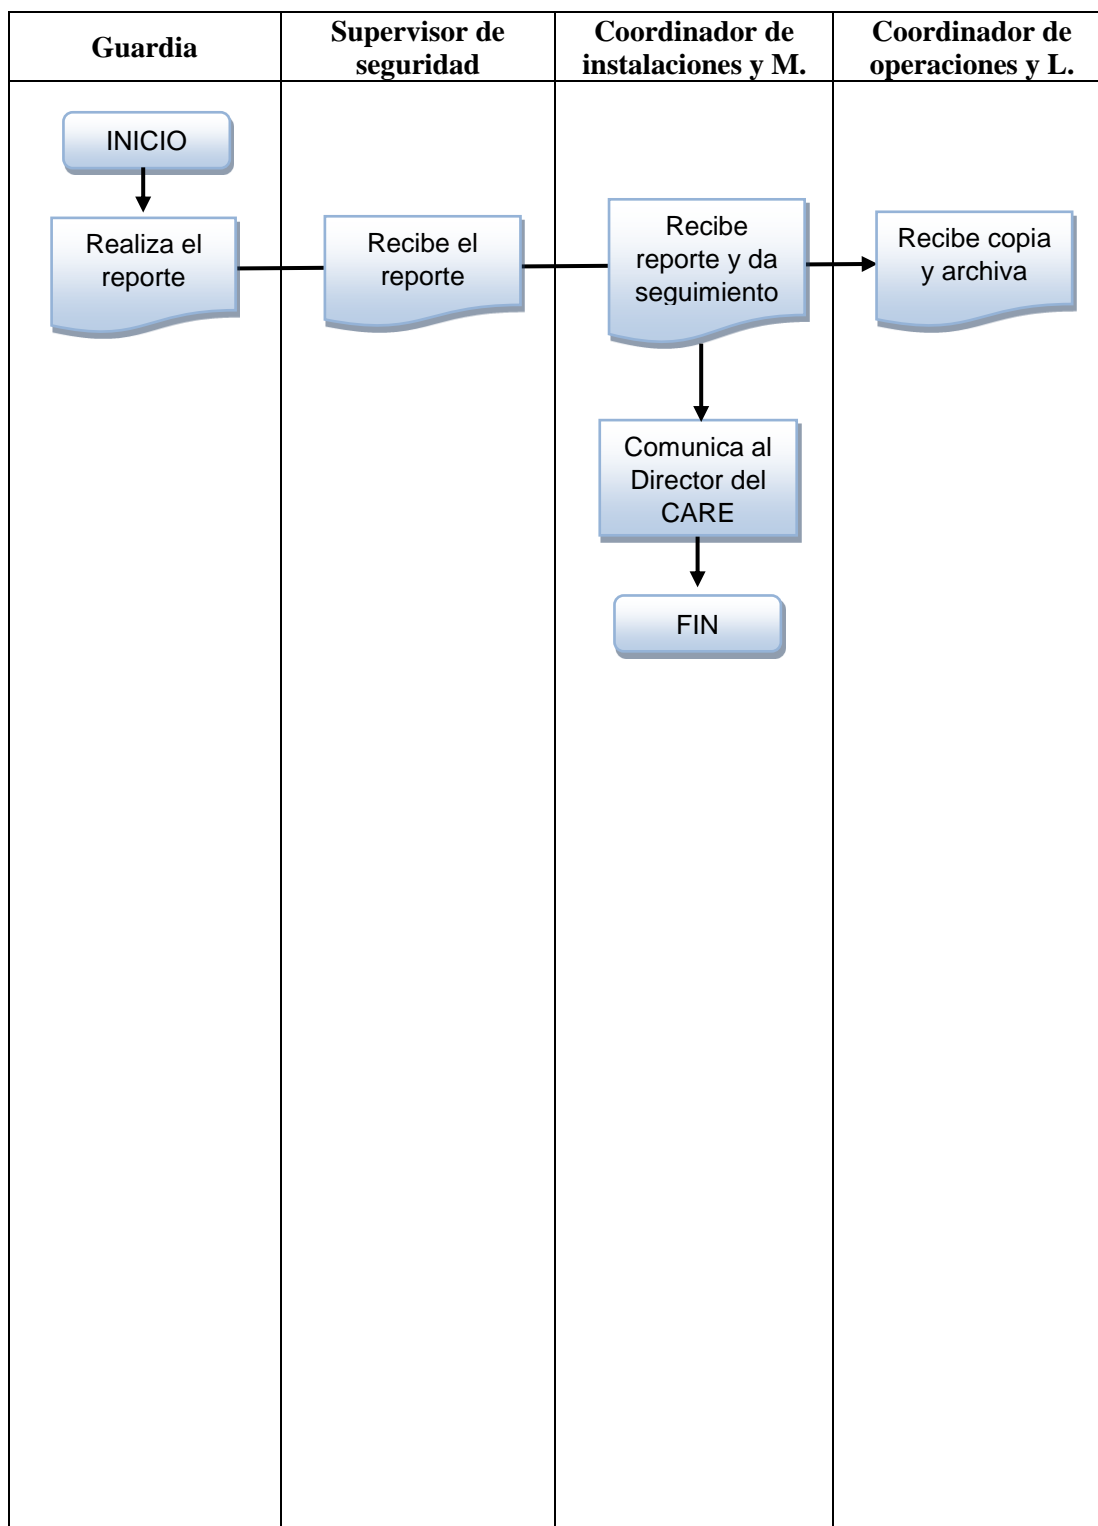 Guardia
Supervisor de
seguridad
Coordinador de
instalaciones y M.
Coordinador de
operaciones y L.
INICIO
Realiza el
reporte
Recibe el
reporte
Recibe
reporte y da
seguimiento
Recibe copia
y archiva
Comunica al
Director del
CARE
FIN